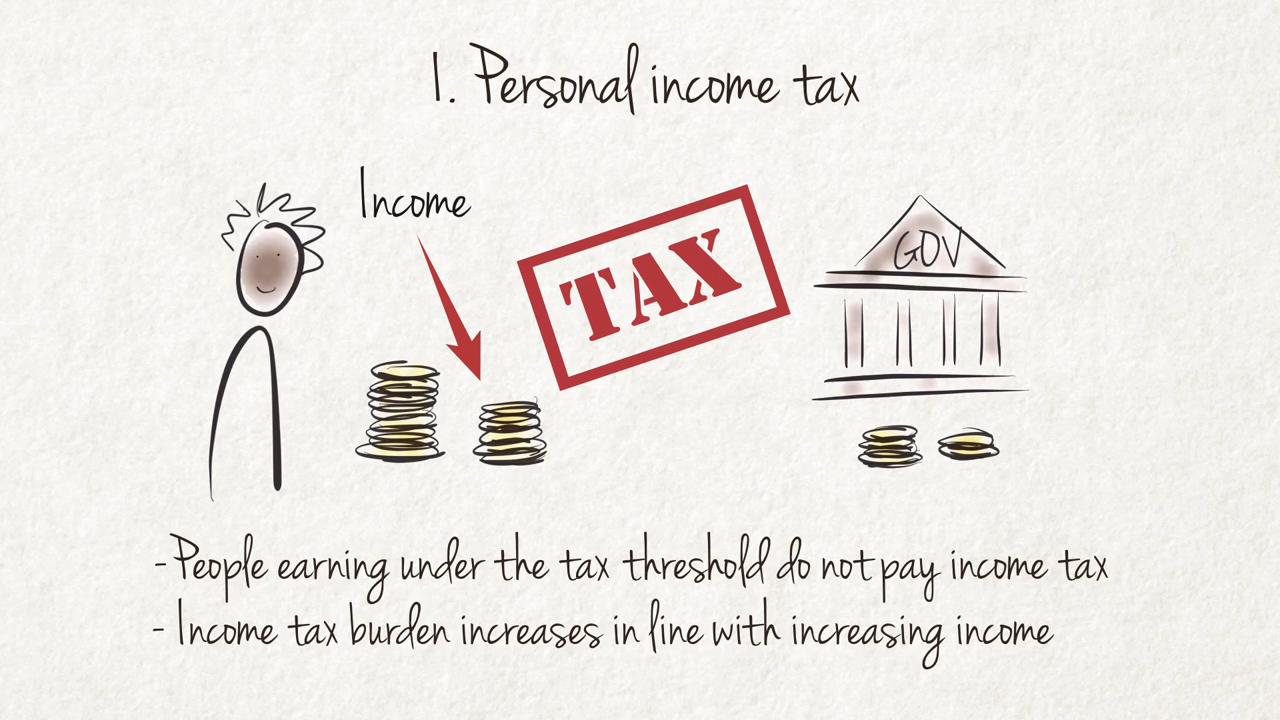 1. Personal income tax
Income
TAX
GOV
- People earning under the tax threshold do not pay income tax
- Income tax burden increases in line with increasing income